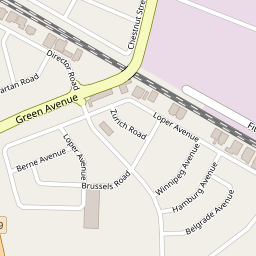 Chestnut Stre
Director Road
artan Road
Green Avenue
Zurich Road
Loper Avenue
Loper Avenue
Berne Avenue
Brussels Road
Winnipeg Avenue
Hamburg Avenue
Belgrade Avenue
Fi
9